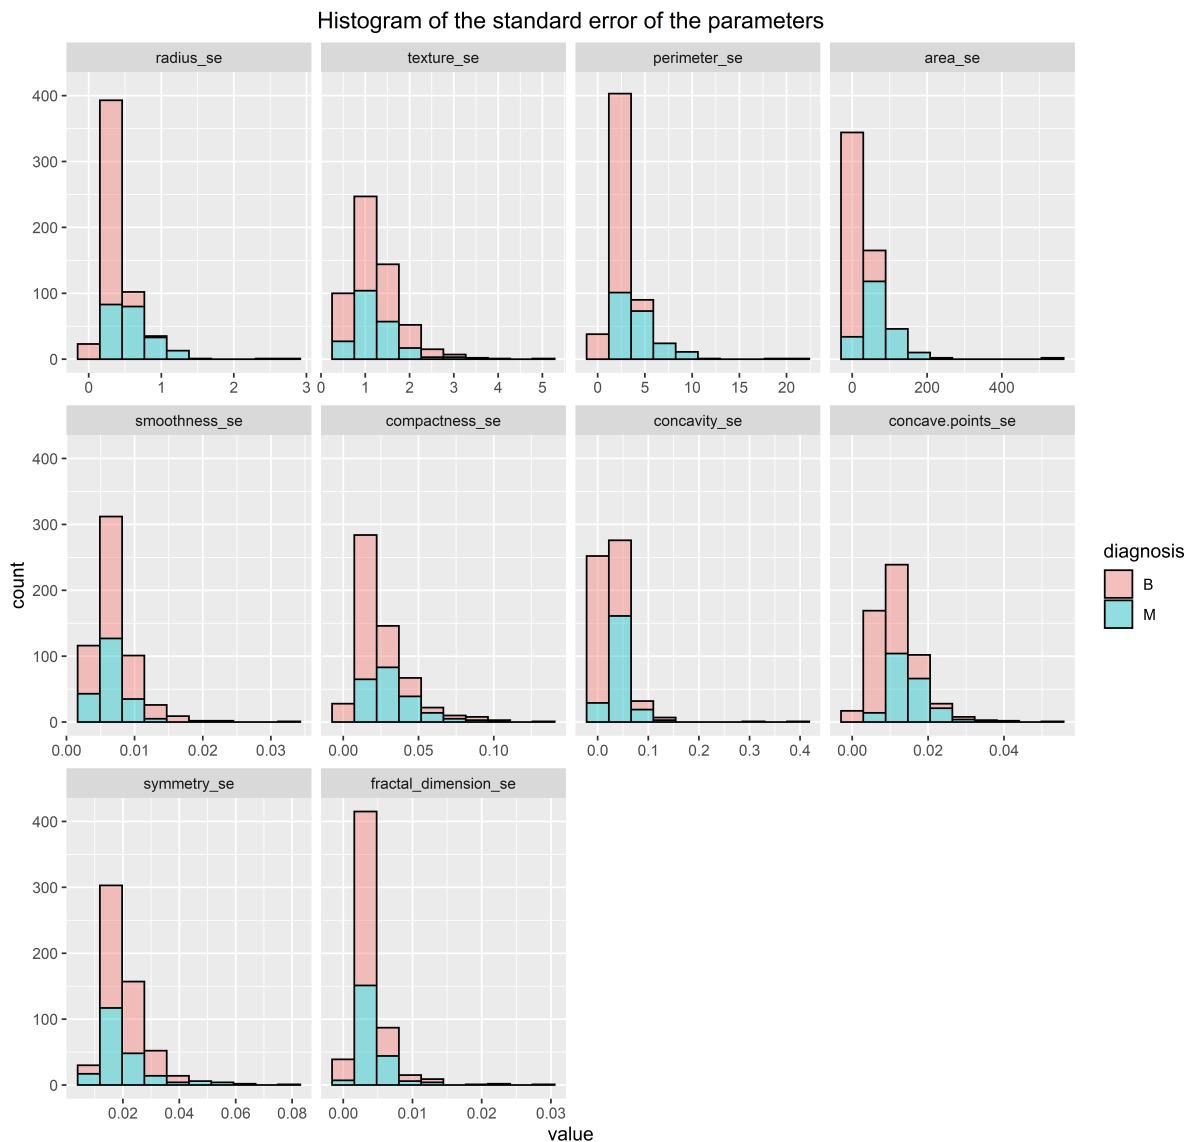 Histogram of the standard error of the parameters
radius_se texture_se perimeter_se area_se
400
300
200
100
0
0 1 2 3 0 1 2 3 4 5 0 5 10 15 20 0 200 400
smoothness_se compactness_se concavity_se concave.points_se
400
300
200
100
0
0.00 0.01 0.02 0.03 0.00 0.05 0.10 0.0 0.1 0.2 0.3 0.4 0.00 0.02 0.04
symmetry_se fractal_dimension_se
400
300
200
100
0
0.02 0.04 0.06 0.08 0.00 0.01 0.02 0.03
value
count
diagnosis
B
M